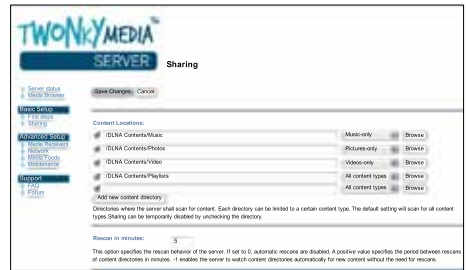 TWONKYMEDIA™
SERVER
Sharing
Server status
Media Browser
Save Changes Cancel
Basic Setup
First steps
Sharing
Content Locations:
Advanced Setup
Media Receivers
Network
Media Feeds
Maintenance
/DLNA Contents/Music Music-only Browse
/DLNA Contents/Photos Pictures-only Browse
/DLNA Contents/Video Videos-only Browse
/DLNA Contents/Playlists All content types Browse
All content types Browse
Support
FAQ
Forum
Add new content directory
Directories where the server shall scan for content. Each directory can be limited to a certain content type. The default setting will scan for all content
types.Sharing can be temporarily disabled by unchecking the directory.
Rescan in minutes: 5
This option specifies the rescan behavior of the server. If set to 0, automatic rescans are disabled. A positive value specifies the period between rescans
of content directories in minutes. -1 enables the server to watch content directories automatically for new content without the need for rescans.